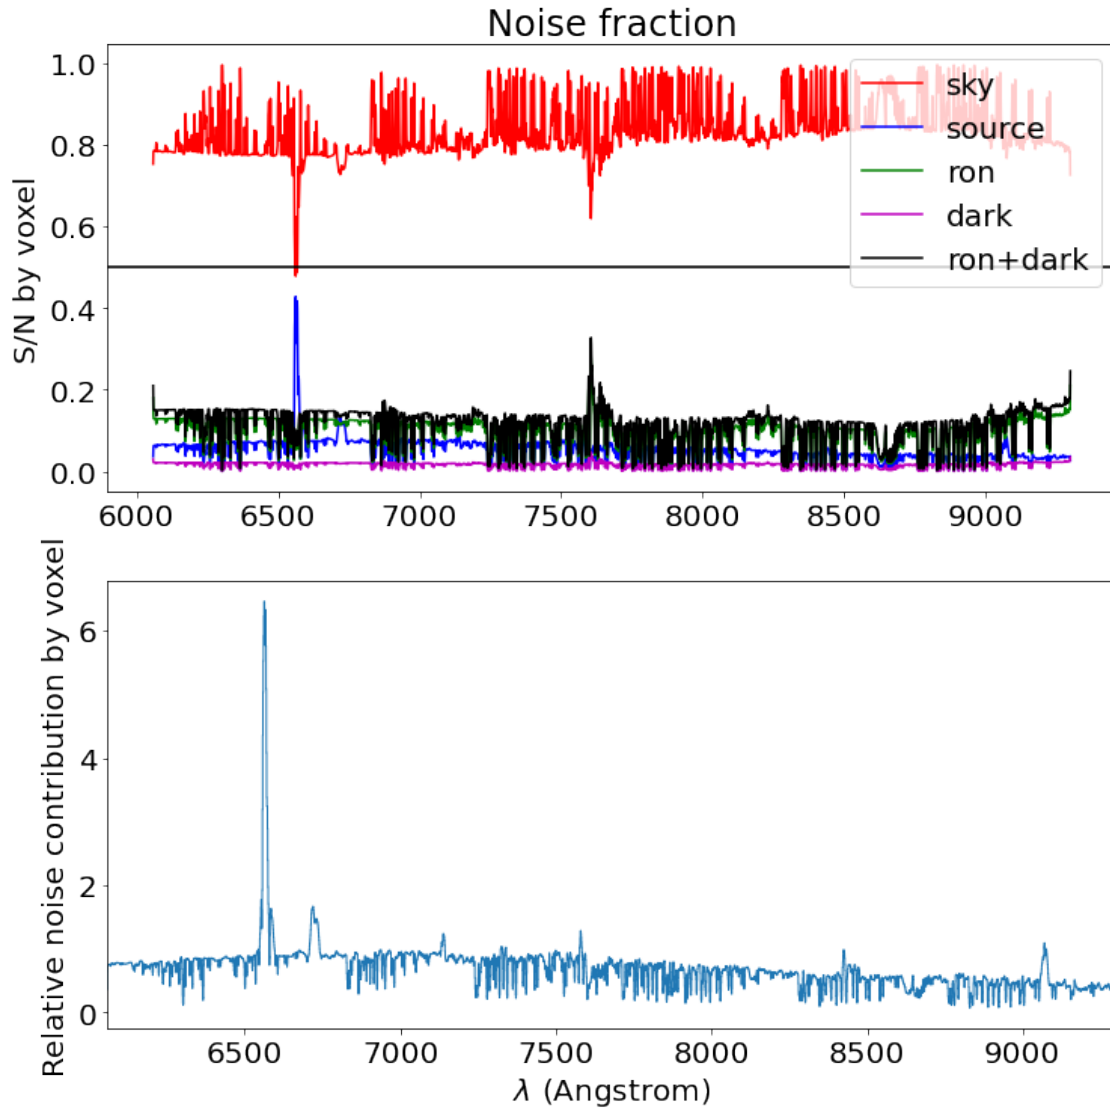 Noise fraction
S/N by voxel
1.0
0.8
0.6
0.4
0.2
0.0
sky
source
ron
dark
ron+dark
6000 6500 7000 7500 8000 8500 9000
Relative noise contribution by voxel
6
4
2
0
6500 7000 7500 8000 8500 9000
λ (Angstrom)